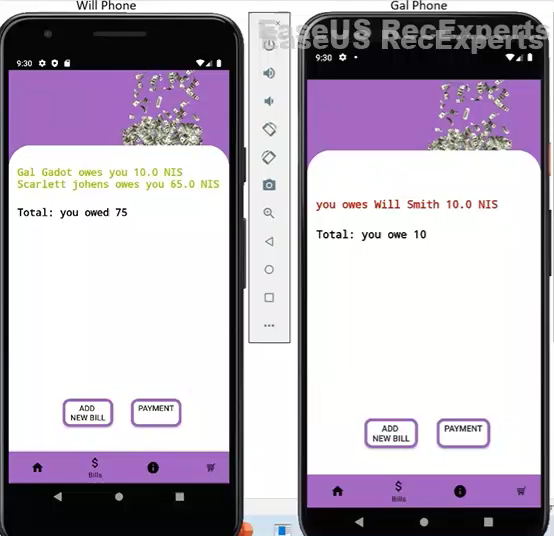 Will Phone
Gal Phone
EaseUS RecExperts
EaseUS RecExperts
9:30
Gal Gadot owes you 10.0 NIS
Scarlett johens owes you 65.0 NIS
Total: you owed 75
ADD
NEW BILL
PAYMENT
Bills
9:30
you owes Will Smith 10.0 NIS
Total: you owe 10
ADD
NEW BILL
PAYMENT
Bills